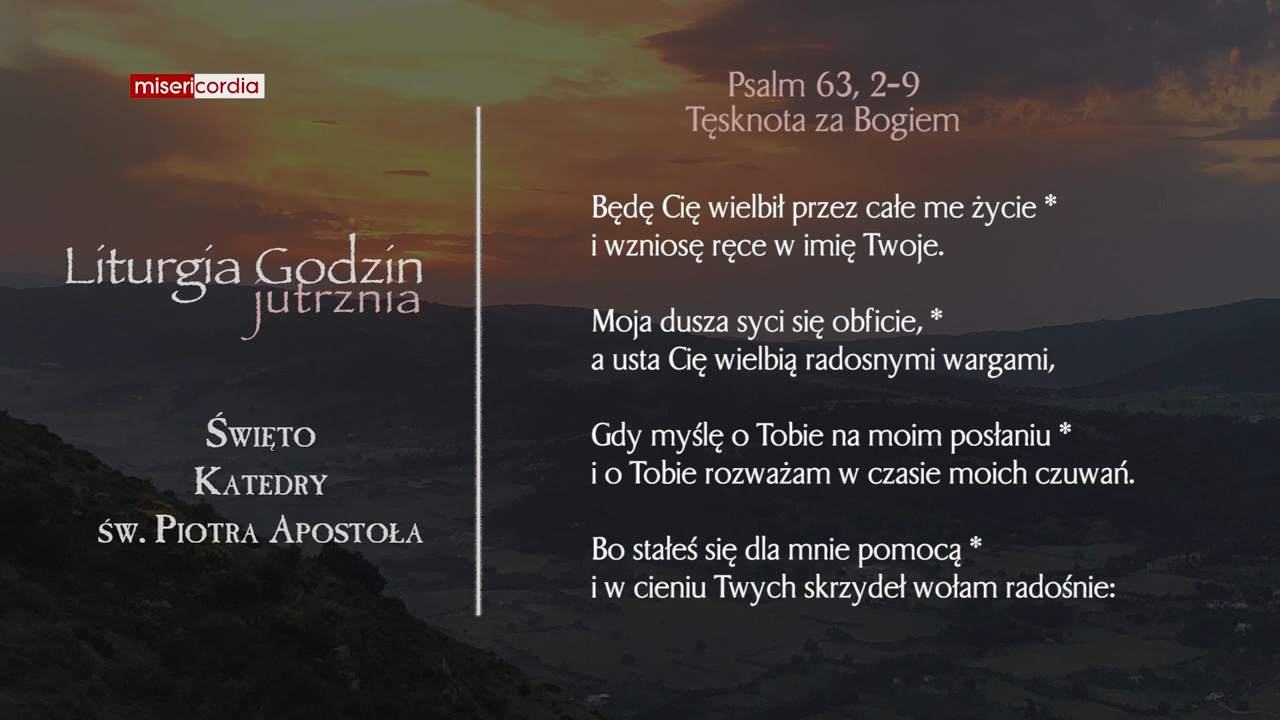 misericordia
Liturgia Godzin
jutrznia
Święto
Katedry
św. Piotra Apostoła
Psalm 63, 2-9
Tęsknota za Bogiem
Będę Cię wielbił przez całe me życie *
i wzniosę ręce w imię Twoje.
Moja dusza syci się obficie, *
a usta Cię wielbią radosnymi wargami,
Gdy myślę o Tobie na moim posłaniu *
i o Tobie rozważam w czasie moich czuwań.
Bo stałeś się dla mnie pomocą *
i w cieniu Twych skrzydeł wołam radośnie: